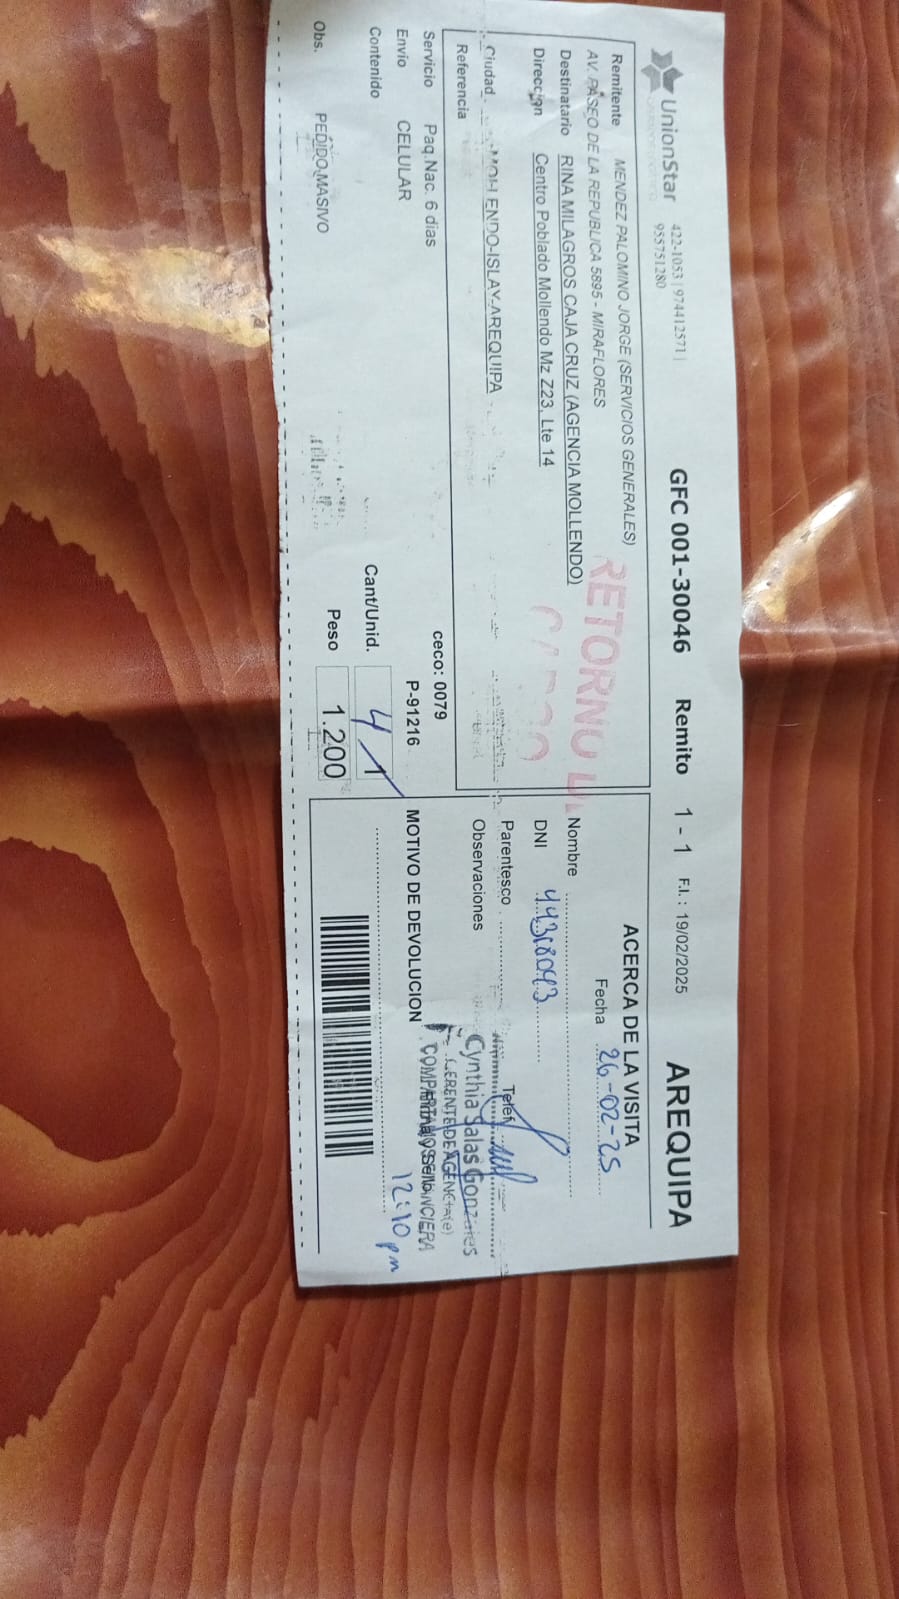 UnionStar
422-1053 | 974412571 |
955751280
GFC 001-30046 Remito 1 - 1 F.I.: 19/02/2025 AREQUIPA
Remitente MENDEZ PALOMINO JORGE (SERVICIOS GENERALES)
AV. PASEO DE LA REPUBLICA 5895 - MIRAFLORES
Destinatario RINA MILAGROS CAJA CRUZ (AGENCIA MOLLENDO)
Dirección Centro Poblado Mollendo Mz Z23, Lte 14
Ciudad MOLLENDO-ISLAY-AREQUIPA
Referencia
RETORNO
Servicio Paq.Nac. 6 dias
ceco: 0079
Envio CELULAR
P-91216
Contenido
Cant/Unid. 4 1
Obs. PEDIDO MASIVO
Peso 1.200
ACERCA DE LA VISITA
Fecha 26-02-25
Nombre
DNI 44318093
Parentesco Telef.
Observaciones
Cynthia Salas Gonzales
GERENTE DE AGENCIA(e)
COMPARTAMOS FINANCIERA
MOTIVO DE DEVOLUCION
12:10 pm